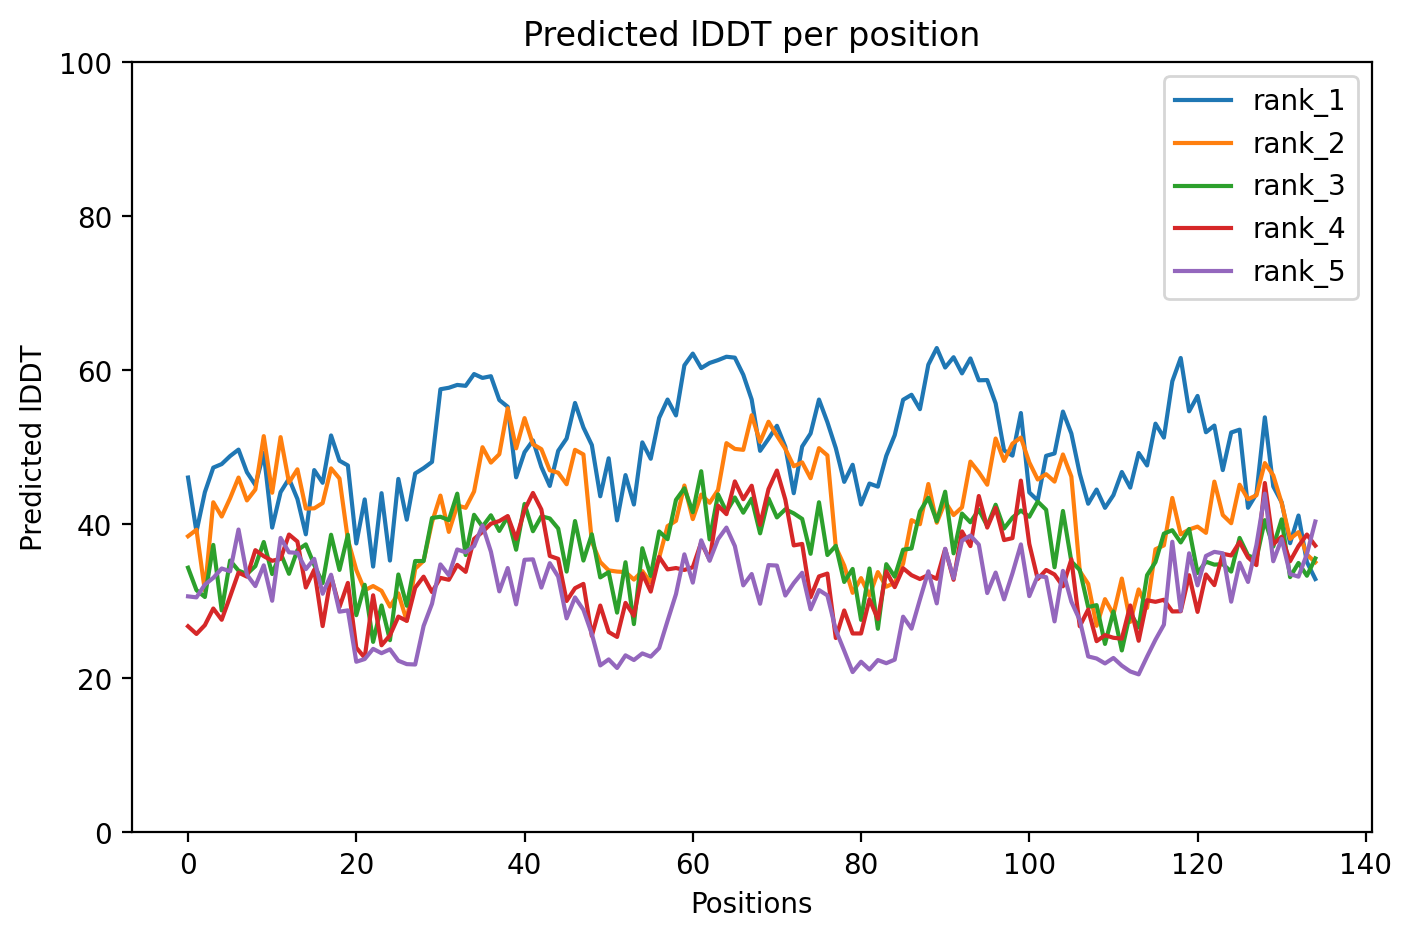 Predicted lDDT per position
100
80
60
40
20
0
Predicted lDDT
rank_1
rank_2
rank_3
rank_4
rank_5
0 20 40 60 80 100 120 140
Positions